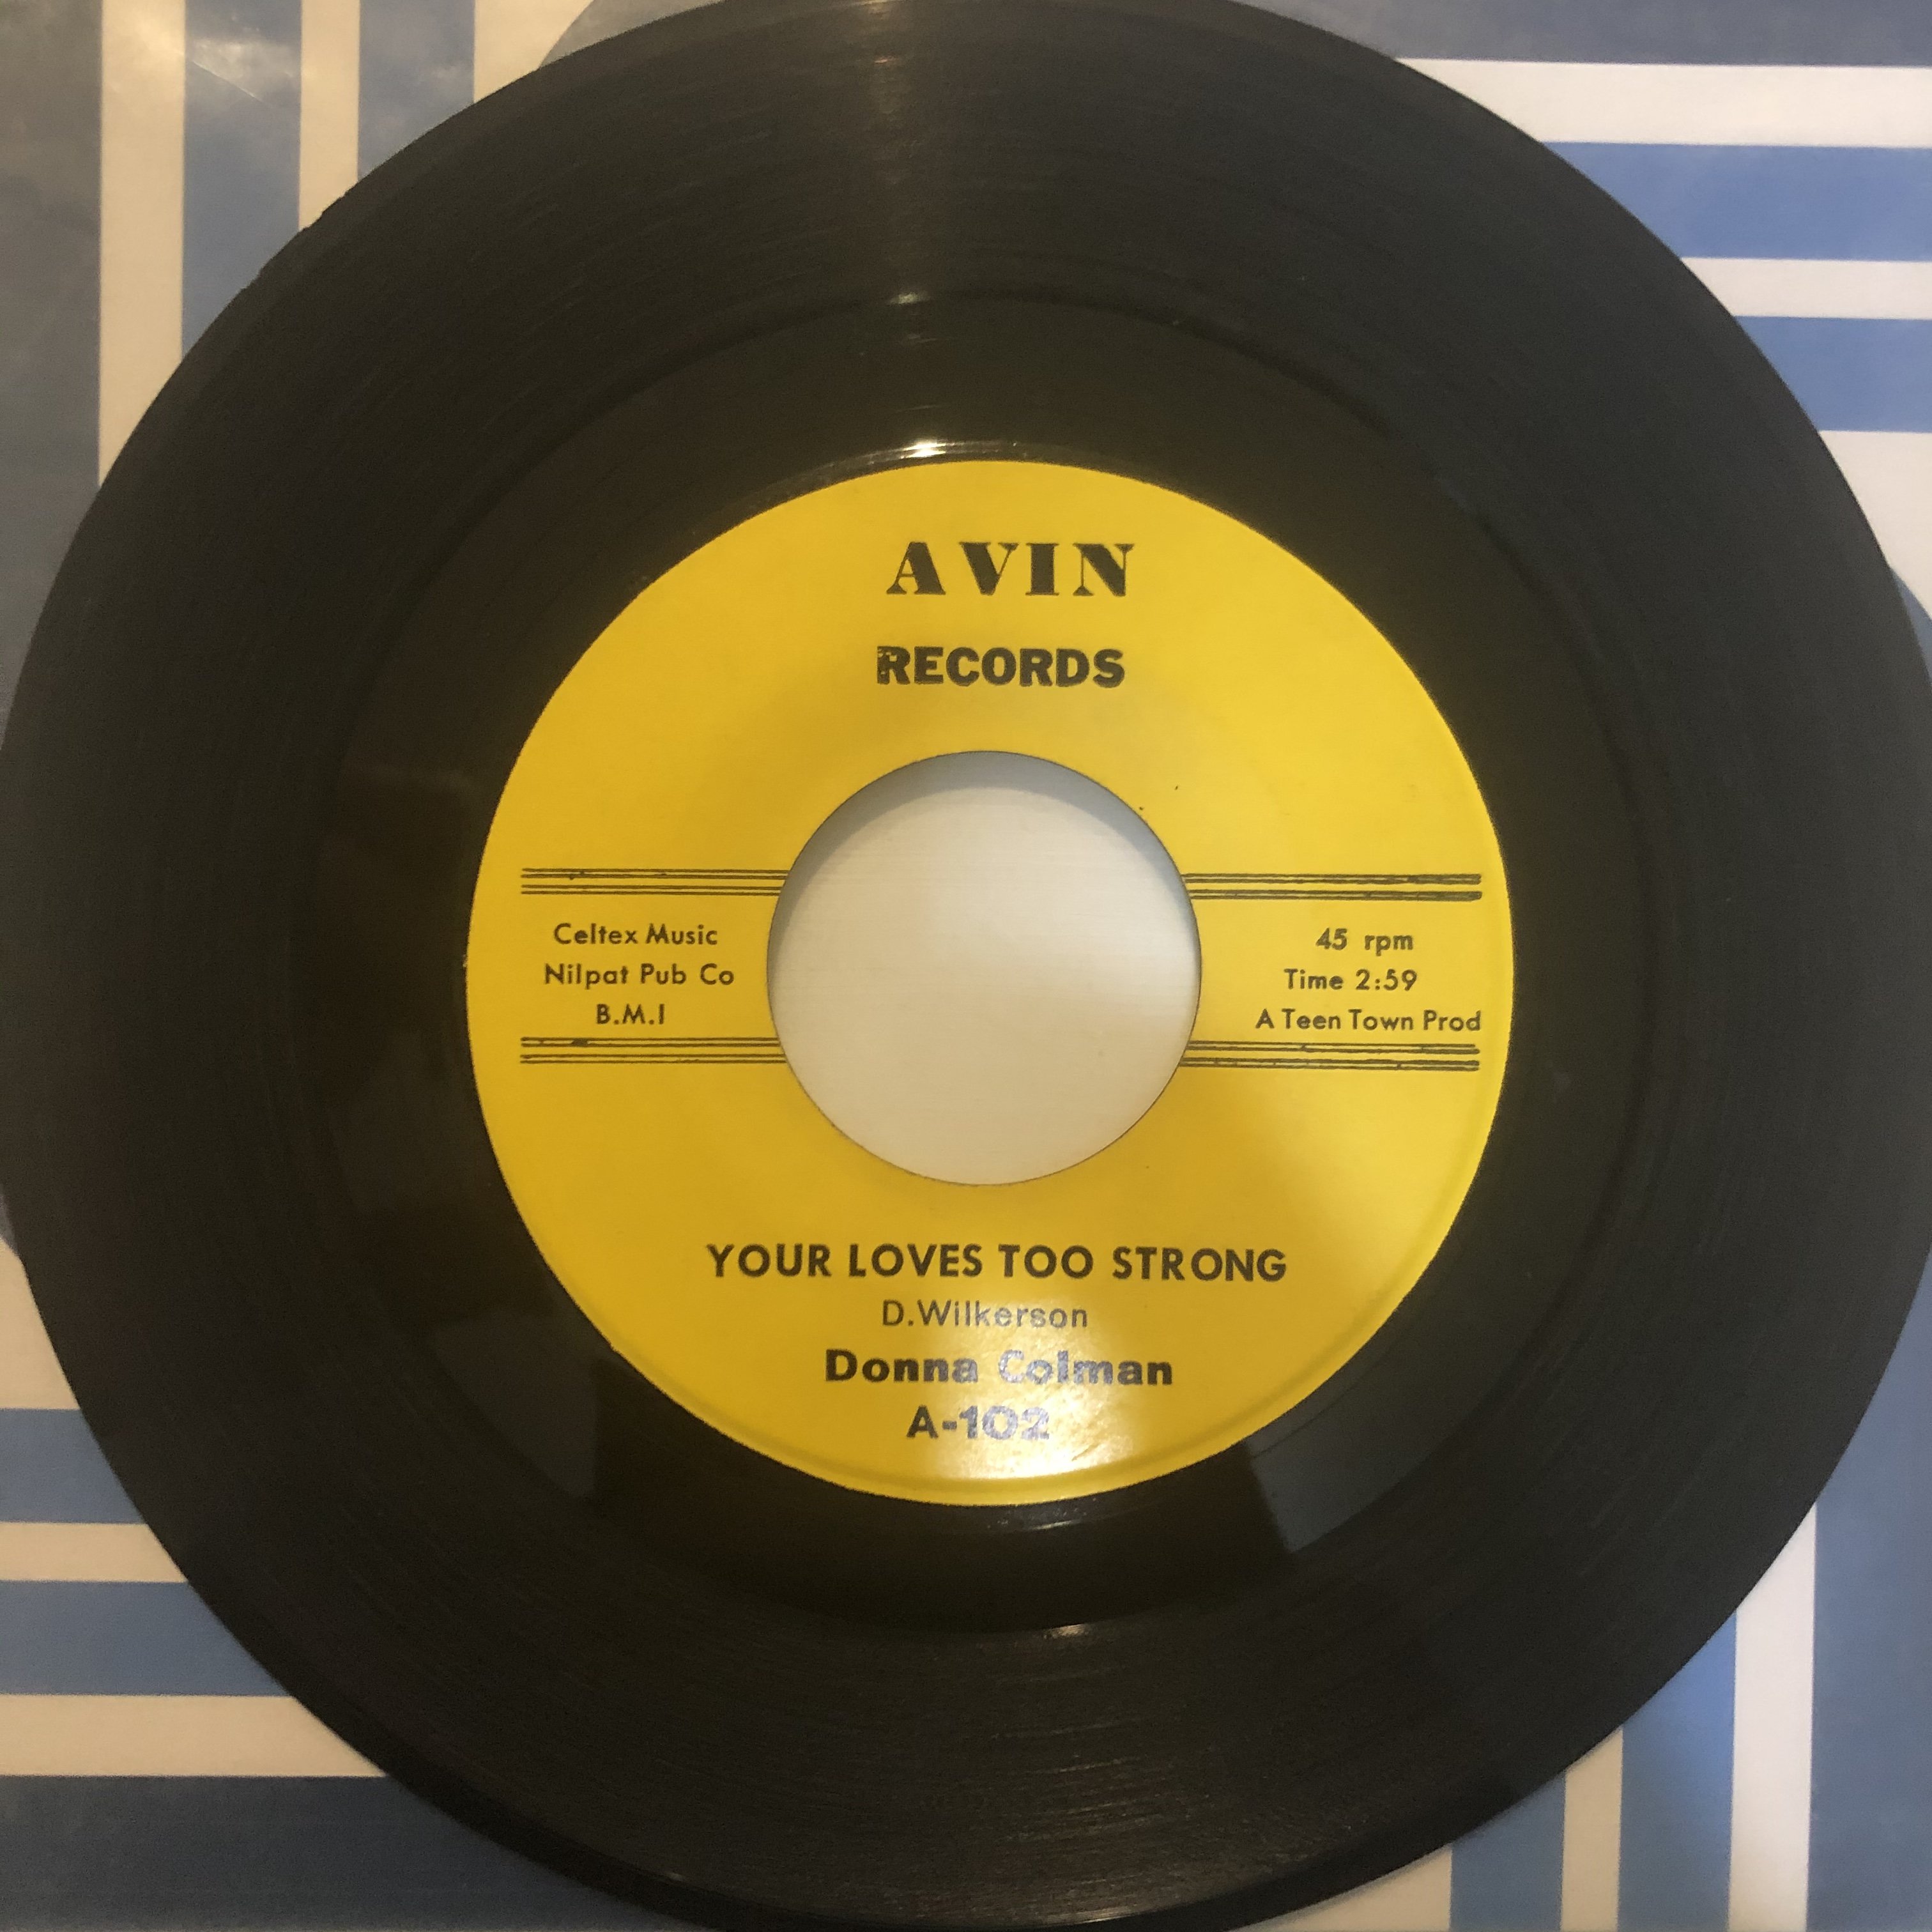 AVIN
RECORDS
Celtex Music
Nilpat Pub Co
B.M.I
45 rpm
Time 2:59
A Teen Town Prod
YOUR LOVES TOO STRONG
D.Wilkerson
Donna Colman
A-102